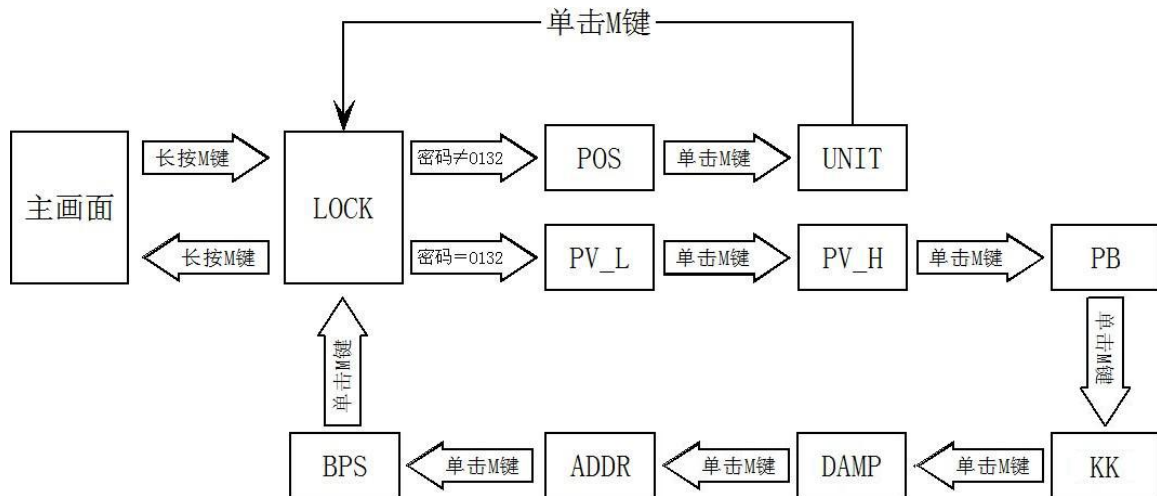 单击M键
长按M键
密码≠0132
POS
单击M键
UNIT
主画面
LOCK
长按M键
密码=0132
PV_L
单击M键
PV_H
单击M键
PB
单击M键
单击M键
BPS
单击M键
ADDR
单击M键
DAMP
单击M键
KK